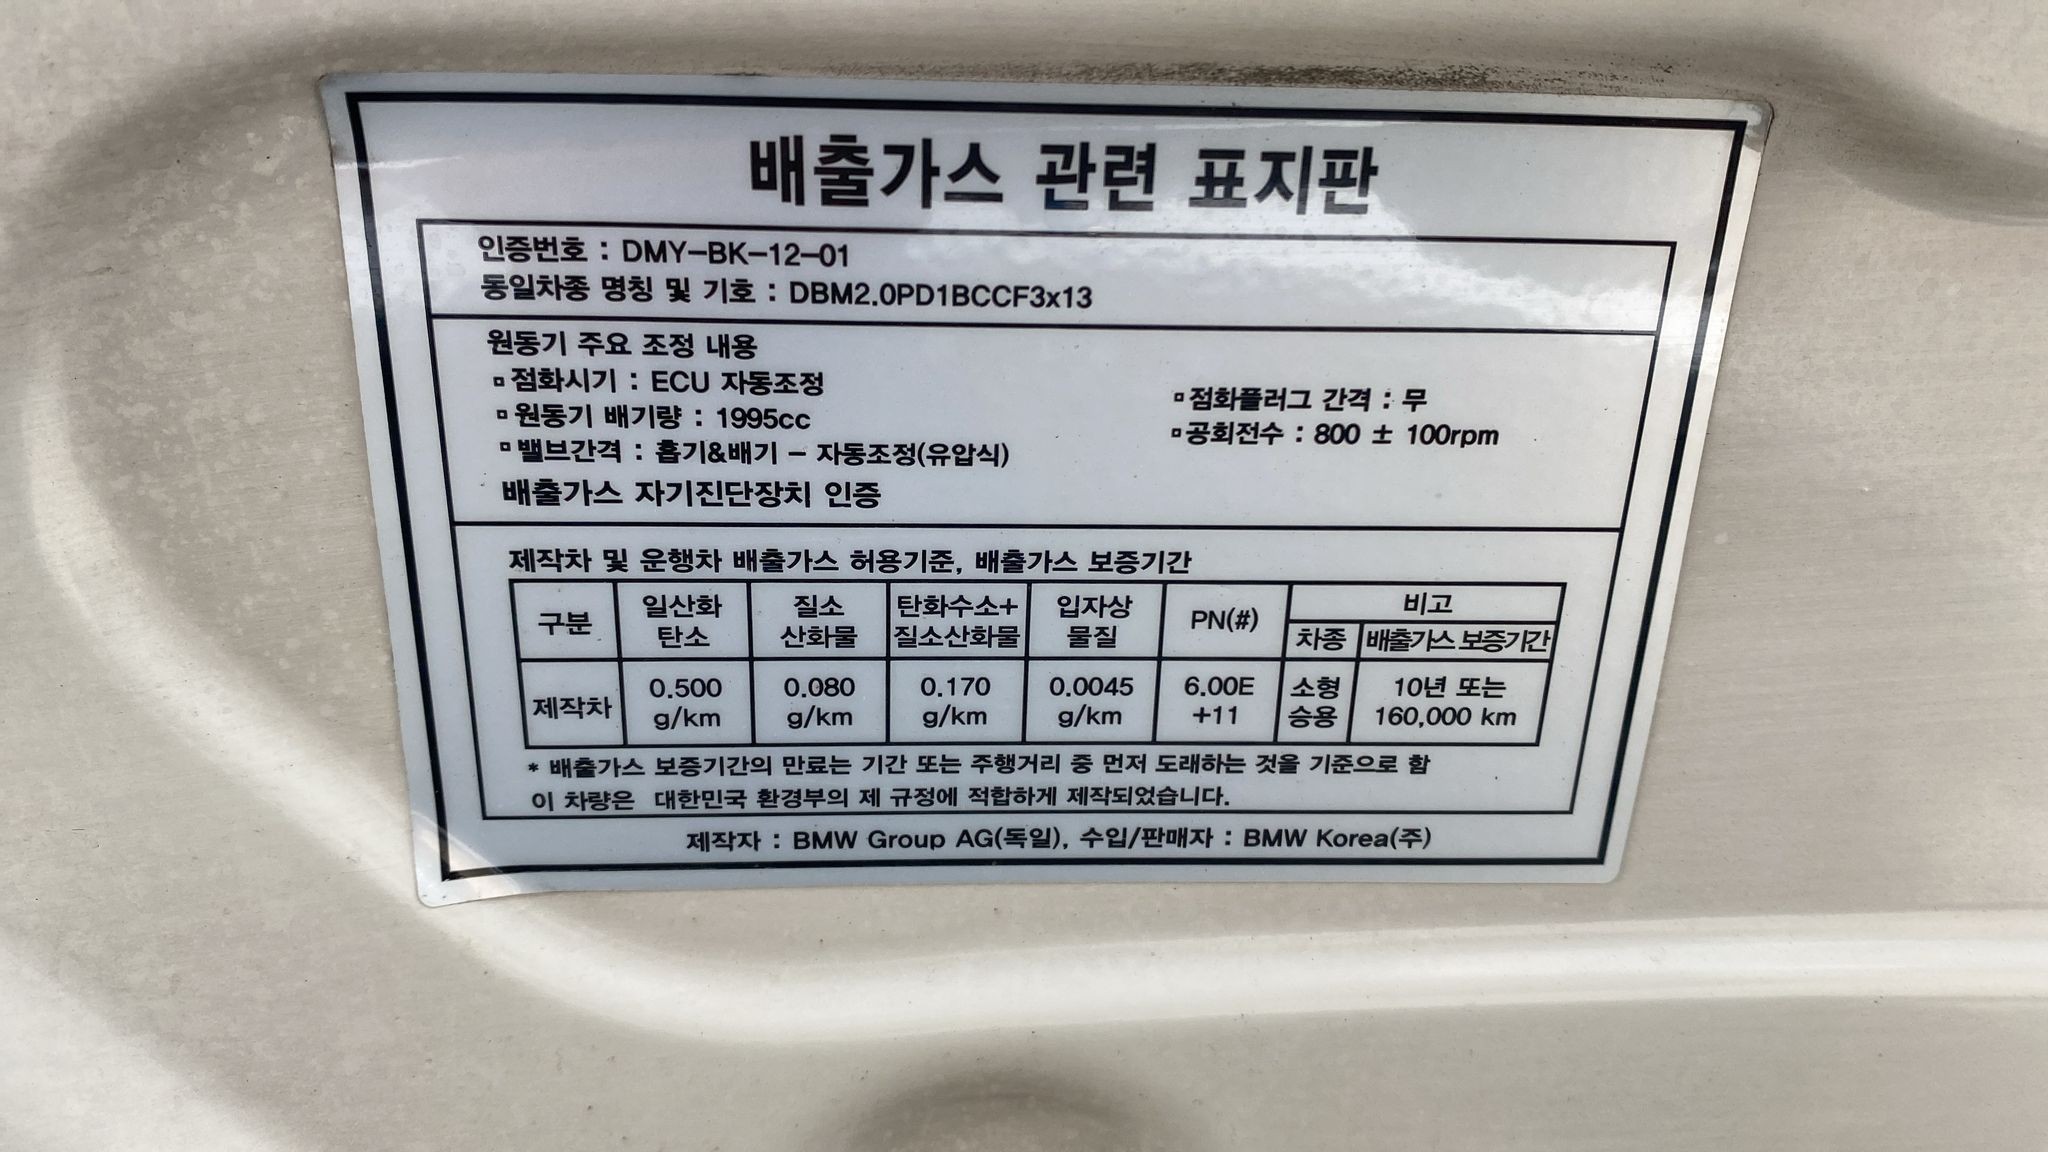 배출가스 관련 표지판
인증번호 : DMY-BK-12-01
동일차종 명칭 및 기호 : DBM2.0PD1BCCF3x13
원동기 주요 조정 내용
▫점화시기 : ECU 자동조정
▫원동기 배기량 : 1995cc
▫밸브간격 : 흡기&배기 - 자동조정(유압식)
▫점화플러그 간격 : 무
▫공회전수 : 800 ± 100rpm
배출가스 자기진단장치 인증
제작차 및 운행차 배출가스 허용기준, 배출가스 보증기간
구분 일산화탄소 질소산화물 탄화수소+질소산화물 입자상물질 PN(#) 비고
차종 배출가스 보증기간
제작차 0.500 g/km 0.080 g/km 0.170 g/km 0.0045 g/km 6.00E+11 소형승용 10년 또는 160,000 km
* 배출가스 보증기간의 만료는 기간 또는 주행거리 중 먼저 도래하는 것을 기준으로 함
이 차량은 대한민국 환경부의 제 규정에 적합하게 제작되었습니다.
제작자 : BMW Group AG(독일), 수입/판매자 : BMW Korea(주)